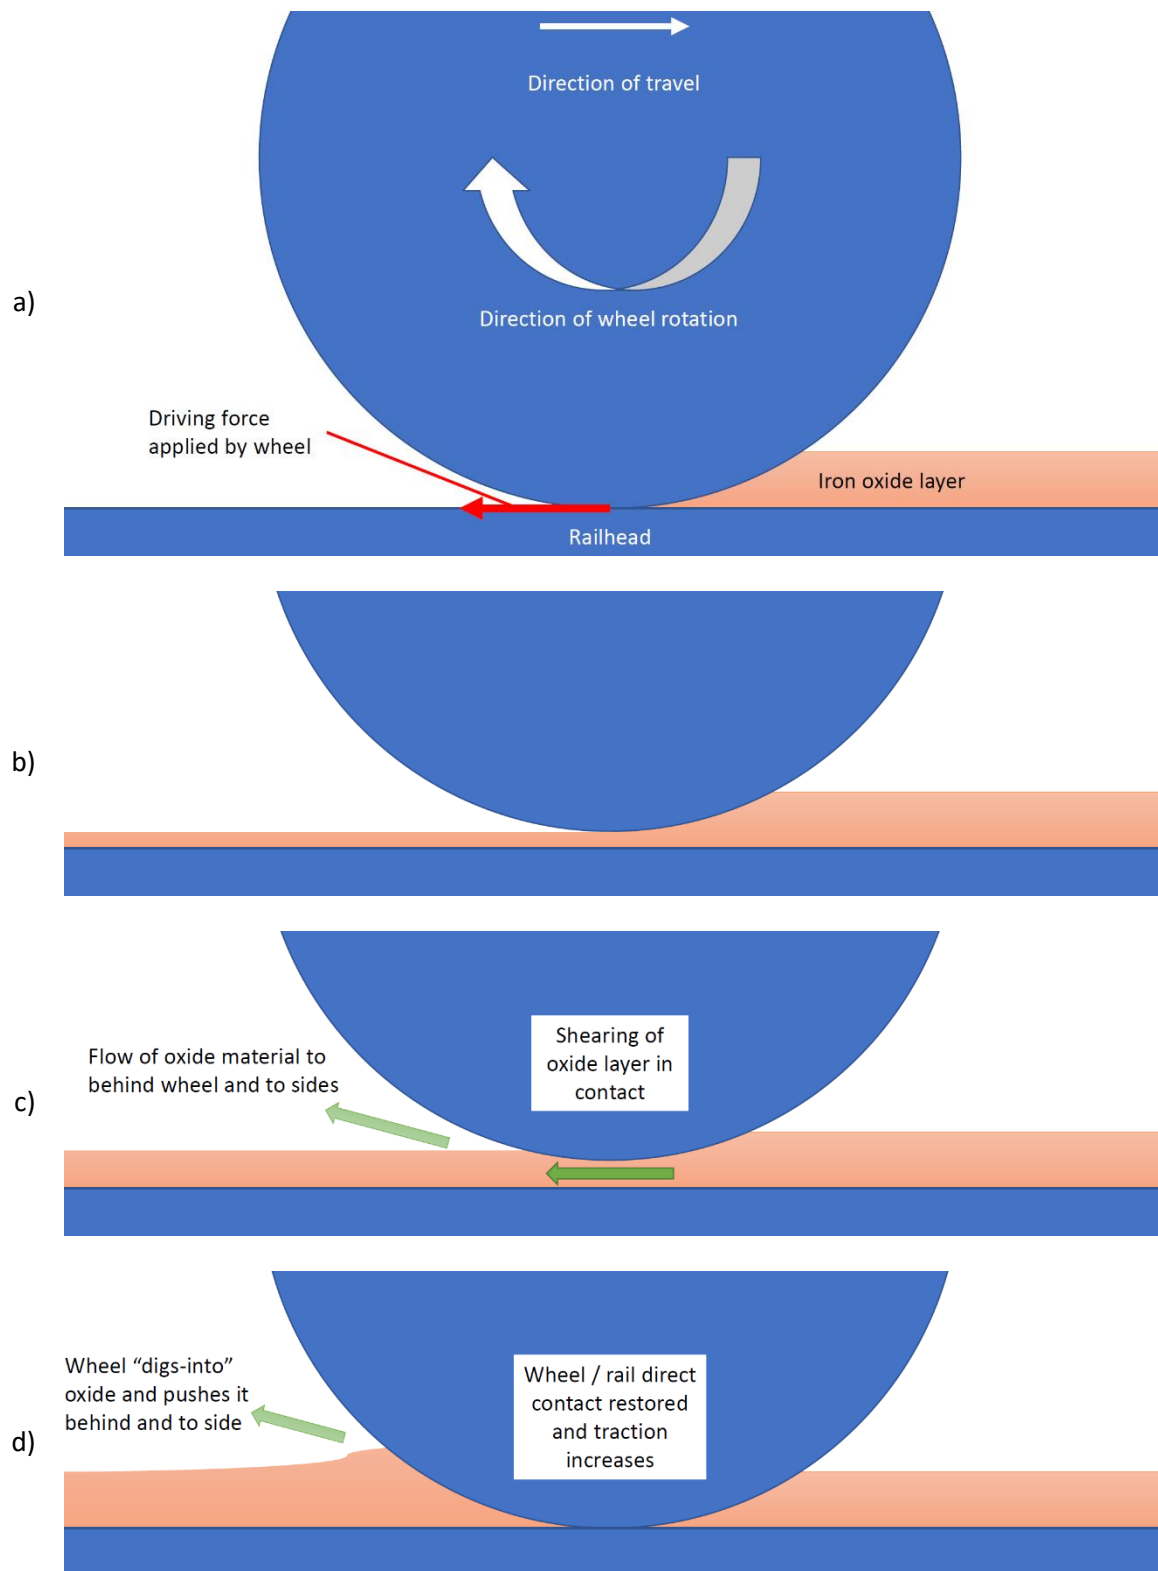 Direction of travel
Direction of wheel rotation
a)
Driving force
applied by wheel
Iron oxide layer
Railhead
b)
Shearing of
oxide layer in
contact
Flow of oxide material to
behind wheel and to sides
c)
Wheel “digs-into”
oxide and pushes it
behind and to side
Wheel / rail direct
contact restored
and traction
increases
d)